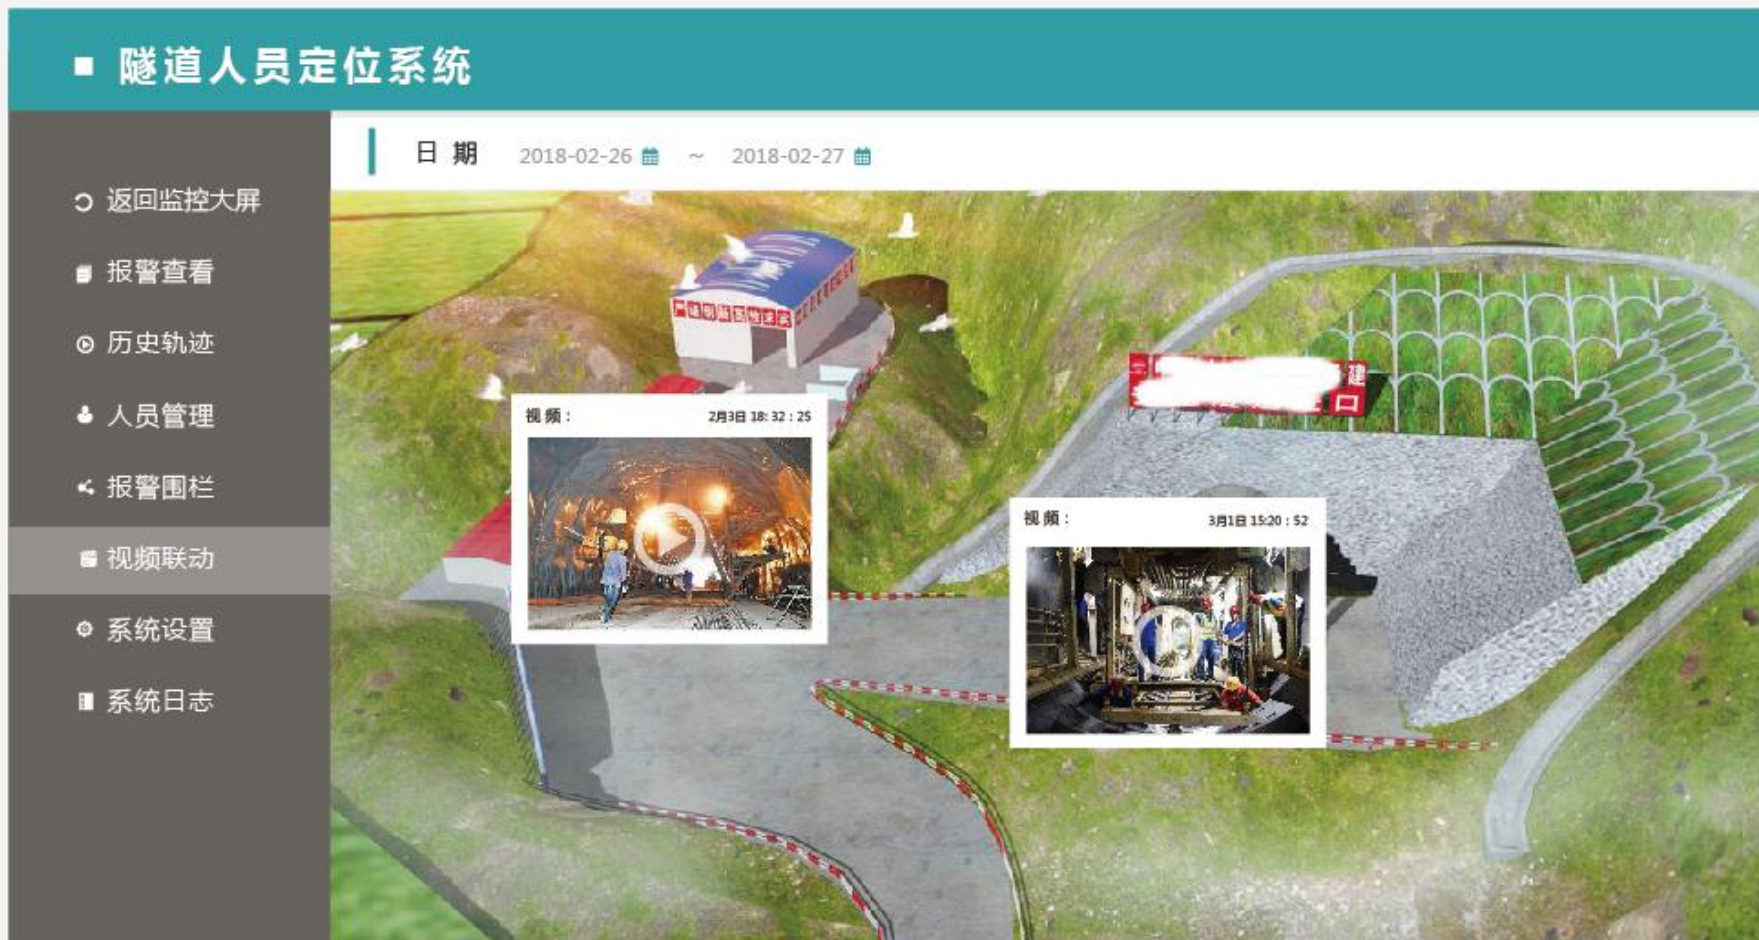 隧道人员定位系统
日 期 2018-02-26 ~ 2018-02-27
返回监控大屏
报警查看
历史轨迹
人员管理
报警围栏
视频联动
系统设置
系统日志
视频： 2月3日 18:32：25
视频： 3月1日 15:20：52
建
口